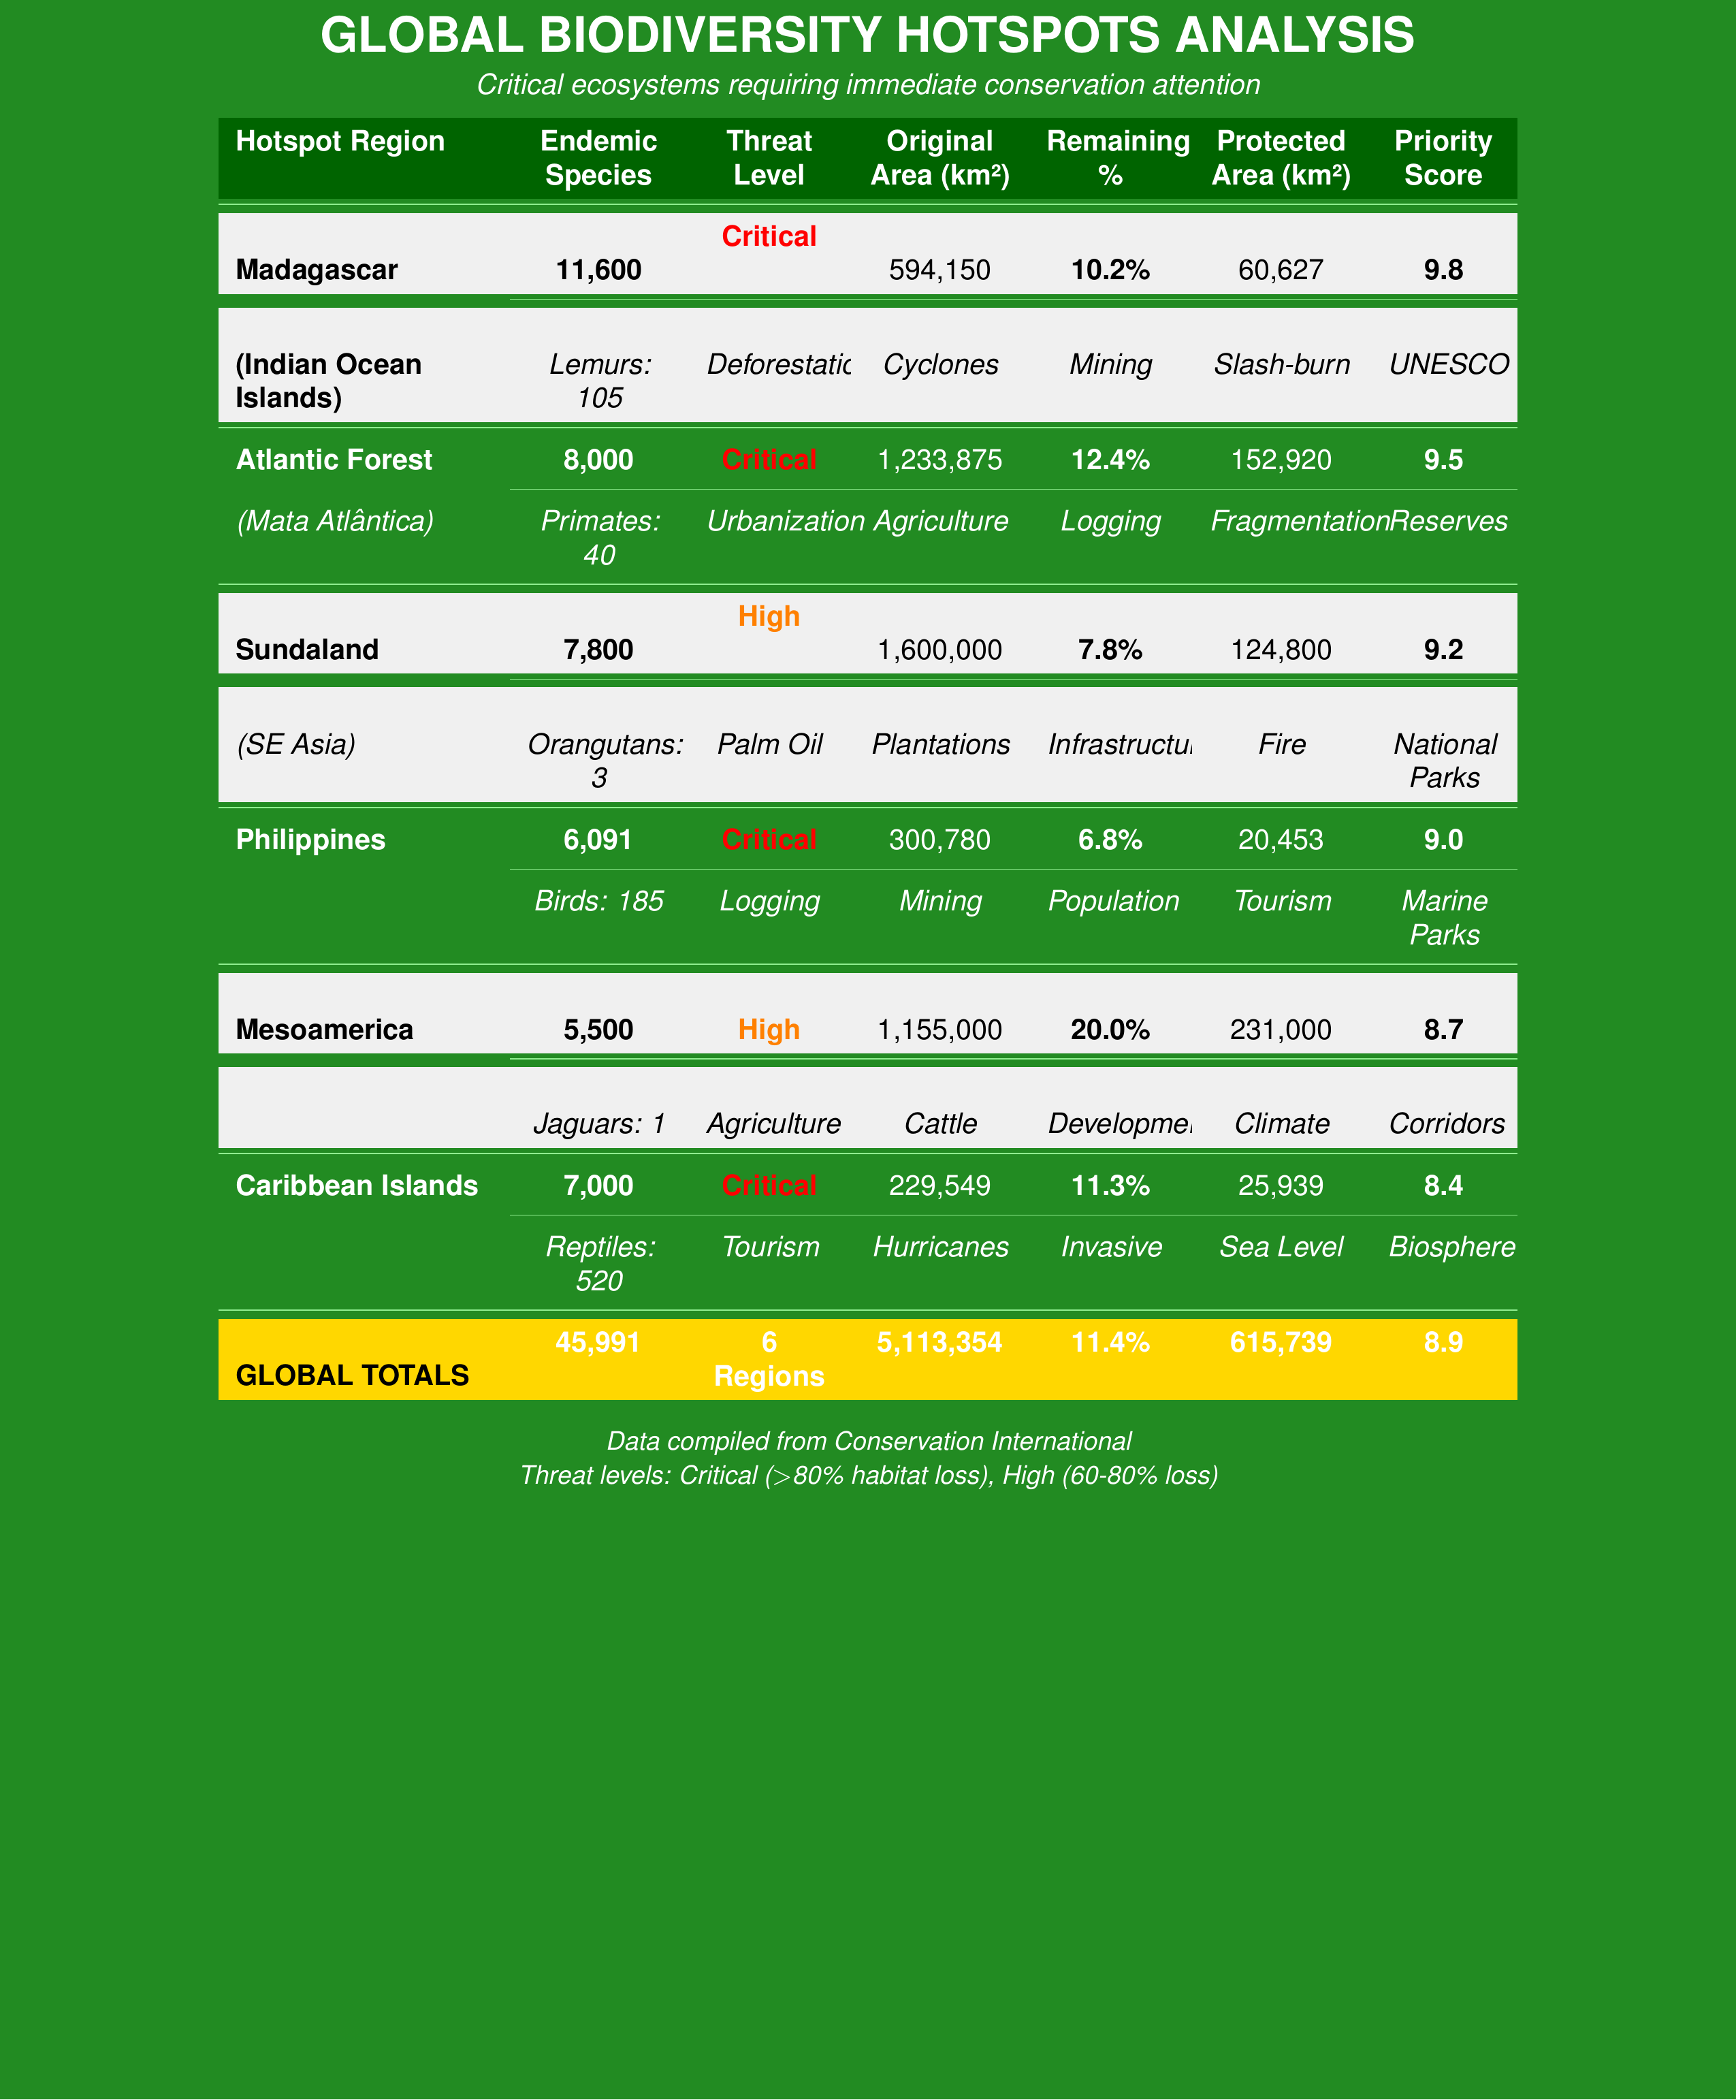 GLOBAL BIODIVERSITY HOTSPOTS ANALYSIS
Critical ecosystems requiring immediate conservation attention
Hotspot Region Endemic Species Threat Level Original Area (km²) Remaining % Protected Area (km²) Priority Score
Madagascar 11,600 Critical 594,150 10.2% 60,627 9.8
(Indian Ocean Islands) Lemurs: 105 Deforestatic Cyclones Mining Slash-burn UNESCO
Atlantic Forest 8,000 Critical 1,233,875 12.4% 152,920 9.5
(Mata Atlântica) Primates: 40 Urbanization Agriculture Logging Fragmentation Reserves
Sundaland 7,800 High 1,600,000 7.8% 124,800 9.2
(SE Asia) Orangutans: 3 Palm Oil Plantations Infrastructu Fire National Parks
Philippines 6,091 Critical 300,780 6.8% 20,453 9.0
Birds: 185 Logging Mining Population Tourism Marine Parks
Mesoamerica 5,500 High 1,155,000 20.0% 231,000 8.7
Jaguars: 1 Agriculture Cattle Developme Climate Corridors
Caribbean Islands 7,000 Critical 229,549 11.3% 25,939 8.4
Reptiles: 520 Tourism Hurricanes Invasive Sea Level Biosphere
GLOBAL TOTALS 45,991 6 Regions 5,113,354 11.4% 615,739 8.9
Data compiled from Conservation International
Threat levels: Critical (>80% habitat loss), High (60-80% loss)